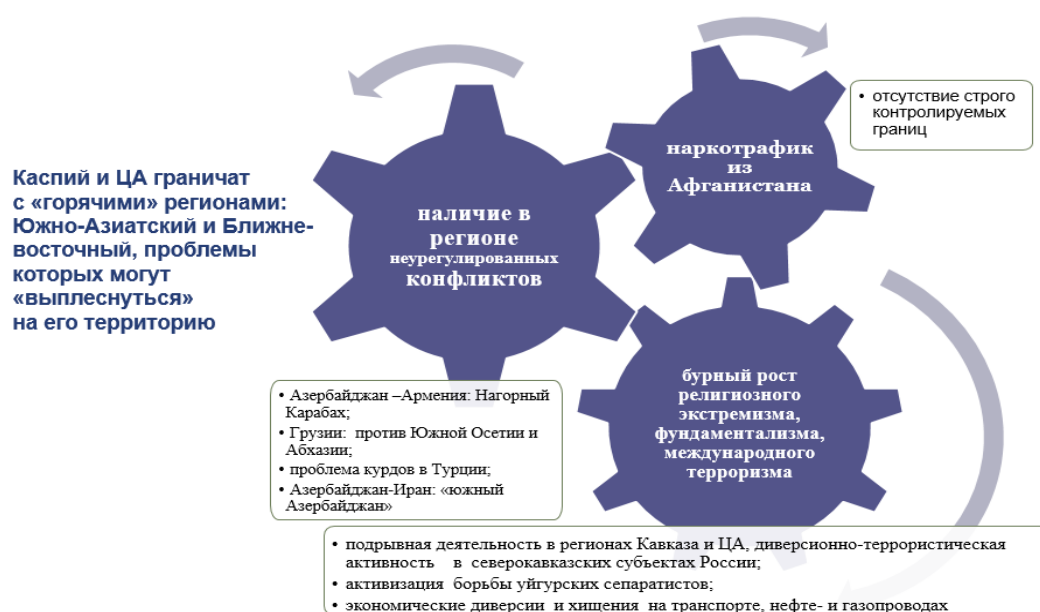 Каспий и ЦА граничат
с «горячими» регионами:
Южно-Азиатский и Ближне-
восточный, проблемы
которых могут
«выплеснуться»
на его территорию
наличие в
регионе
неурегулированных
конфликтов
• Азербайджан –Армения: Нагорный
Карабах;
• Грузии: против Южной Осетии и
Абхазии;
• проблема курдов в Турции;
• Азербайджан-Иран: «южный
Азербайджан»
наркотрафик
из
Афганистана
• отсутствие строго
контролируемых
границ
бурный рост
религиозного
экстремизма,
фундаментализма,
международного
терроризма
• подрывная деятельность в регионах Кавказа и ЦА, диверсионно-террористическая
активность в северокавказских субъектах России;
• активизация борьбы уйгурских сепаратистов;
• экономические диверсии и хищения на транспорте, нефте- и газопроводах